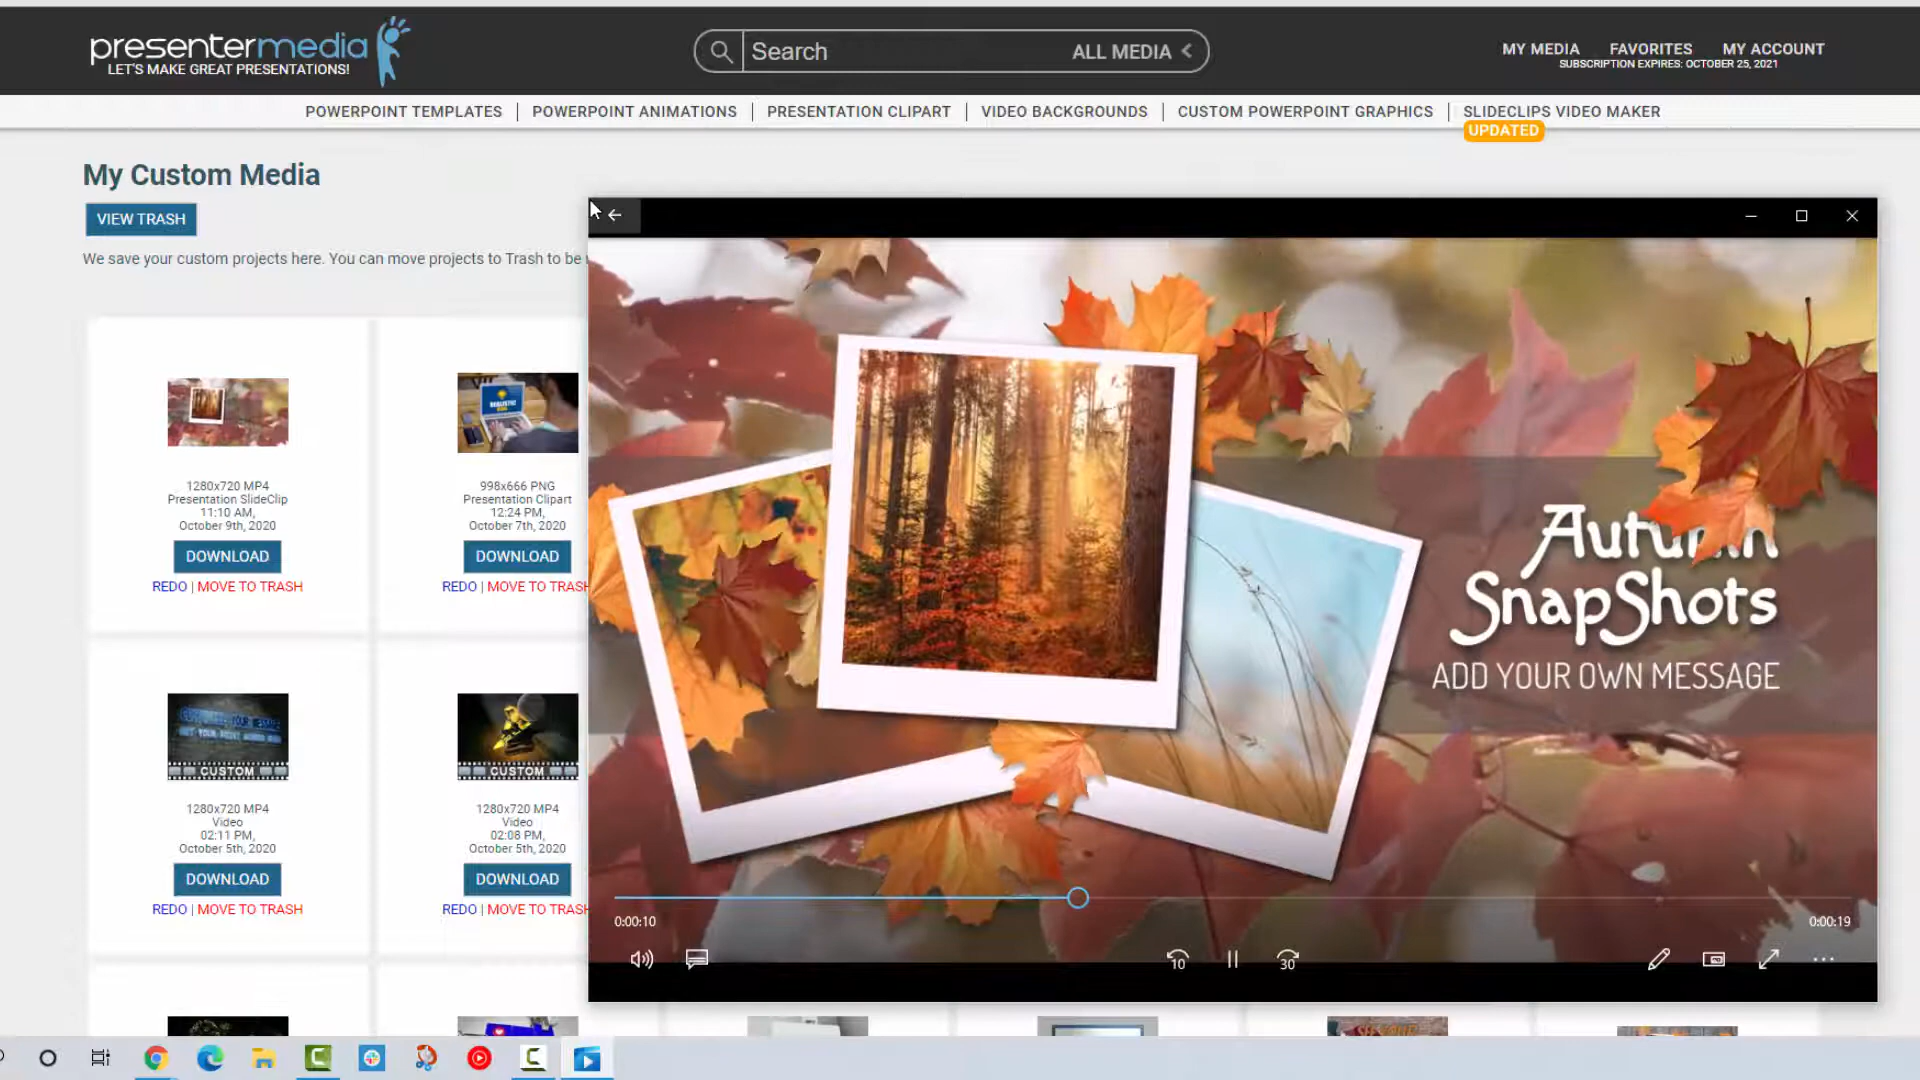 presentermedia
LET'S MAKE GREAT PRESENTATIONS!
Search
ALL MEDIA <
MY MEDIA
FAVORITES
MY ACCOUNT
SUBSCRIPTION EXPIRES: OCTOBER 25, 2021
POWERPOINT TEMPLATES
POWERPOINT ANIMATIONS
PRESENTATION CLIPART
VIDEO BACKGROUNDS
CUSTOM POWERPOINT GRAPHICS
SLIDECLIPS VIDEO MAKER
UPDATED
My Custom Media
VIEW TRASH
We save your custom projects here. You can move projects to Trash to be
1280x720 MP4
Presentation SlideClip
11:10 AM,
October 9th, 2020
DOWNLOAD
REDO | MOVE TO TRASH
998x666 PNG
Presentation Clipart
12:24 PM,
October 7th, 2020
DOWNLOAD
REDO | MOVE TO TRASH
CUSTOM
1280x720 MP4
Video
02:11 PM,
October 5th, 2020
DOWNLOAD
REDO | MOVE TO TRASH
CUSTOM
1280x720 MP4
Video
02:08 PM,
October 5th, 2020
DOWNLOAD
REDO | MOVE TO TRASH
Autumn
SnapShots
ADD YOUR OWN MESSAGE
0:00:10
0:00:19
10
30